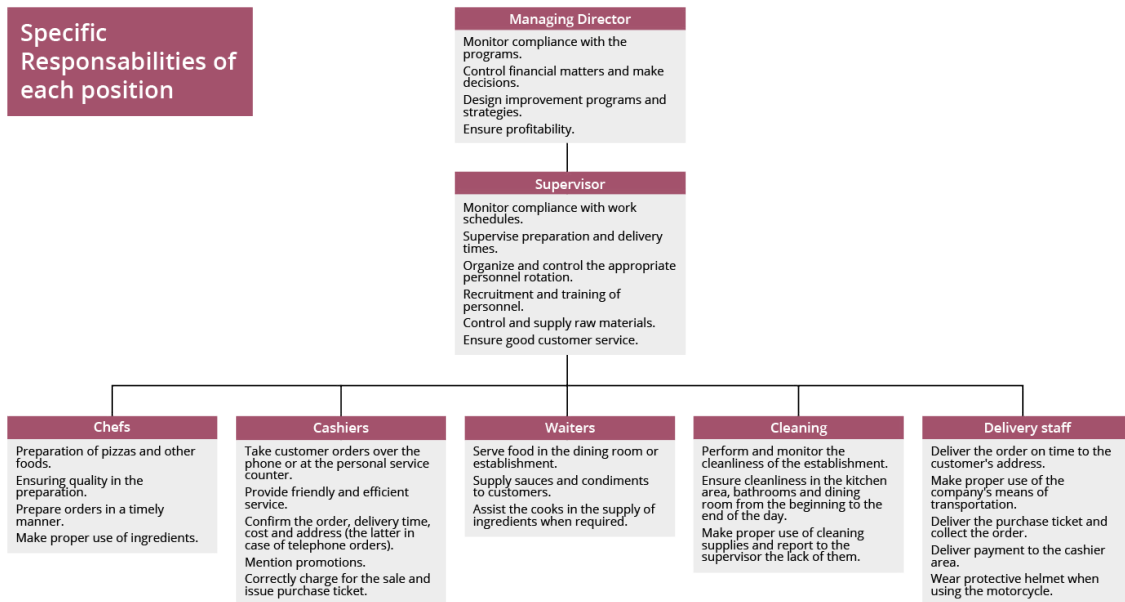 Specific
Responsabilities of
each position
Managing Director
Monitor compliance with the
programs.
Control financial matters and make
decisions.
Design improvement programs and
strategies.
Ensure profitability.
Supervisor
Monitor compliance with work
schedules.
Supervise preparation and delivery
times.
Organize and control the appropriate
personnel rotation.
Recruitment and training of
personnel.
Control and supply raw materials.
Ensure good customer service.
Chefs
Preparation of pizzas and other
foods.
Ensuring quality in the
preparation.
Prepare orders in a timely
manner.
Make proper use of ingredients.
Cashiers
Take customer orders over the
phone or at the personal service
counter.
Provide friendly and efficient
service.
Confirm the order, delivery time,
cost and address (the latter in
case of telephone orders).
Mention promotions.
Correctly charge for the sale and
issue purchase ticket.
Waiters
Serve food in the dining room or
establishment.
Supply sauces and condiments
to customers.
Assist the cooks in the supply of
ingredients when required.
Cleaning
Perform and monitor the
cleanliness of the establishment.
Ensure cleanliness in the kitchen
area, bathrooms and dining
room from the beginning to the
end of the day.
Make proper use of cleaning
supplies and report to the
supervisor the lack of them.
Delivery staff
Deliver the order on time to the
customer's address.
Make proper use of the
company's means of
transportation.
Deliver the purchase ticket and
collect the order.
Deliver payment to the cashier
area.
Wear protective helmet when
using the motorcycle.